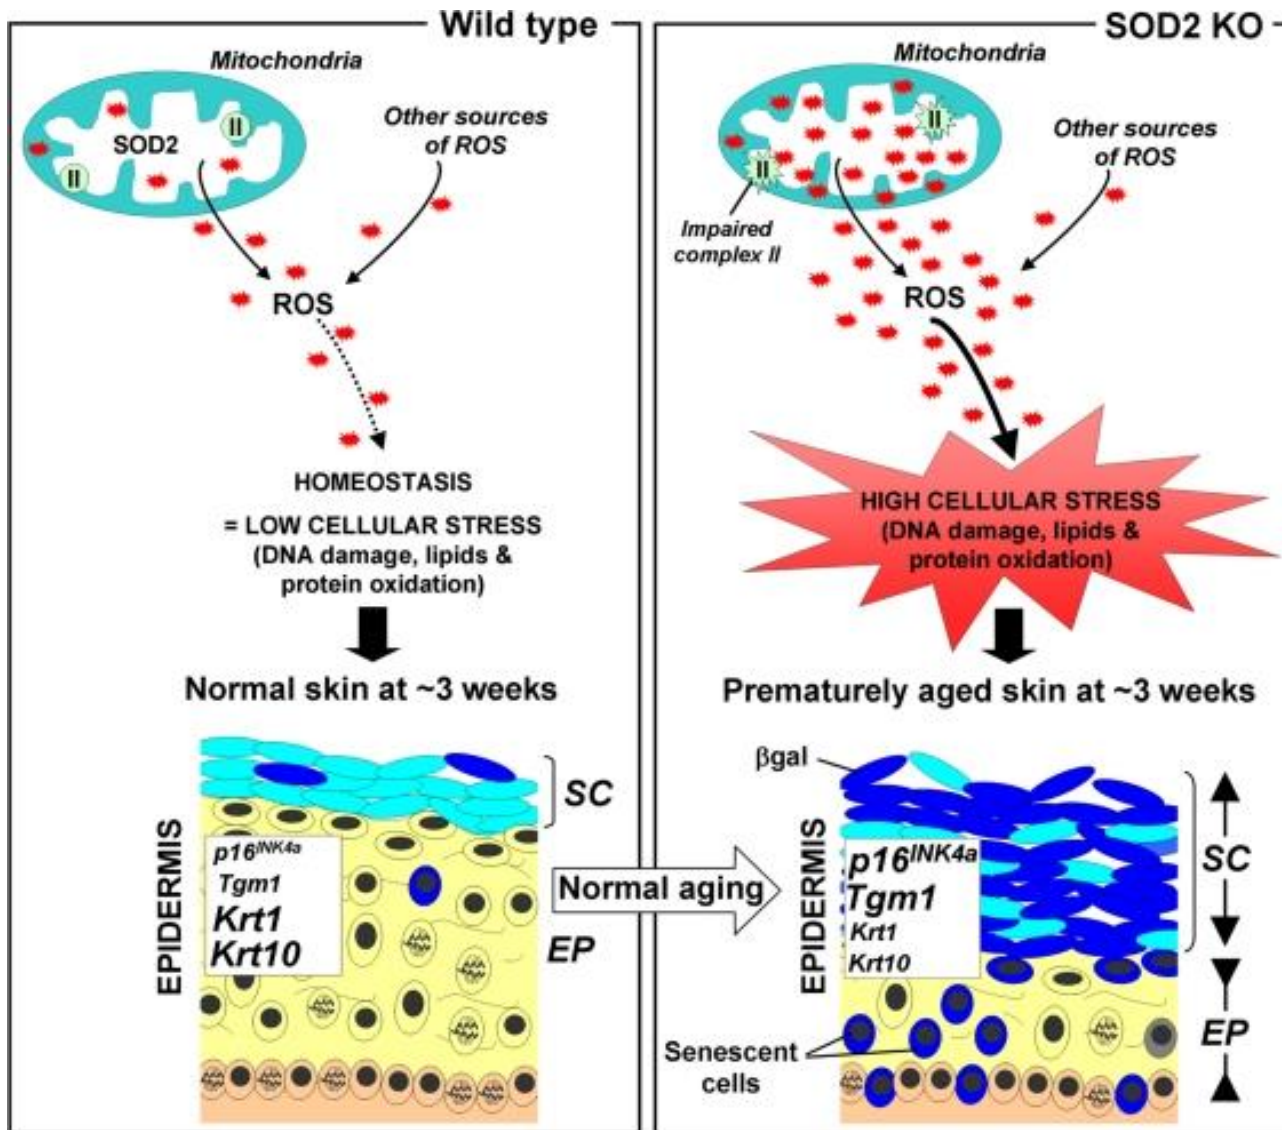 Wild type
Mitochondria
SOD2
II
II
Other sources
of ROS
ROS
HOMEOSTASIS
= LOW CELLULAR STRESS
(DNA damage, lipids &
protein oxidation)
Normal skin at ~3 weeks
EPIDERMIS
p16INK4a
Tgm1
Krt1
Krt10
SC
EP
Normal aging
SOD2 KO
Mitochondria
II
II
Impaired
complex II
Other sources
of ROS
ROS
HIGH CELLULAR STRESS
(DNA damage, lipids &
protein oxidation)
Prematurely aged skin at ~3 weeks
βgal
EPIDERMIS
p16INK4a
Tgm1
Krt1
Krt10
SC
EP
Senescent
cells